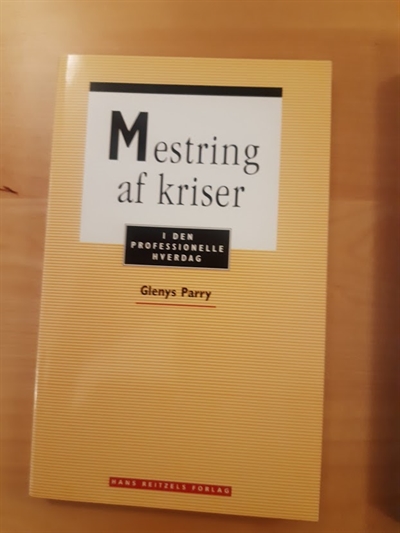 Mestring
af kriser
I DEN
PROFESSIONELLE
HVERDAG
Glenys Parry
HANS REITZELS FORLAG